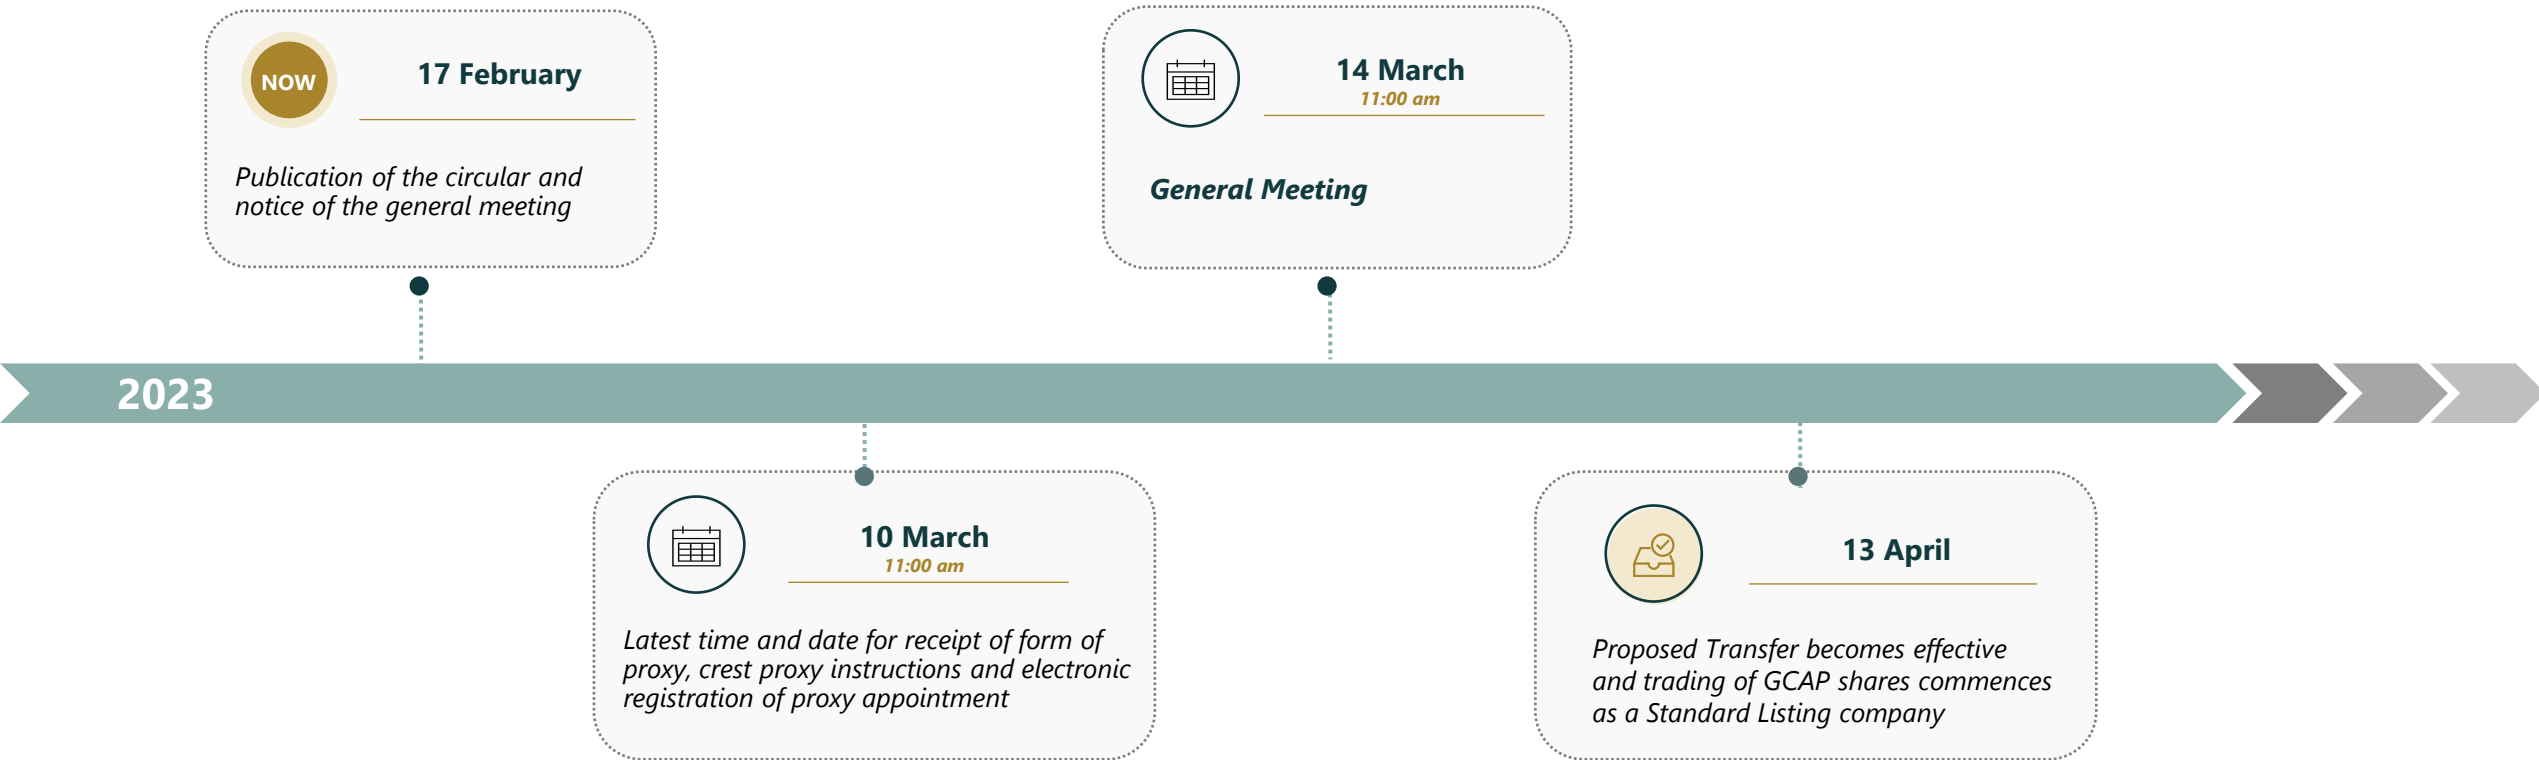 NOW
17 February
Publication of the circular and
notice of the general meeting
14 March
11:00 am
General Meeting
2023
10 March
11:00 am
Latest time and date for receipt of form of
proxy, crest proxy instructions and electronic
registration of proxy appointment
13 April
Proposed Transfer becomes effective
and trading of GCAP shares commences
as a Standard Listing company